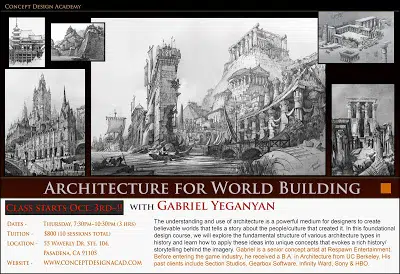 Concept Design Academy
Architecture for World Building
Class starts Oct. 3rd~!! with Gabriel Yeganyan
Dates - Thursday, 7:30pm-10:30pm (3 hrs)
Tuition - $800 (10 sessions total)
Location - 55 Waverly Dr. Ste. 104,
Pasadena, CA 91105
Website - www.conceptdesignacad.com
The understanding and use of architecture is a powerful medium for designers to create
believable worlds that tells a story about the people/culture that created it. In this foundational
design course, we will explore the fundamental structure of various architecture types in
history and learn how to apply these ideas into unique concepts that evokes a rich history/
storytelling behind the imagery. Gabriel is a senior concept artist at Respawn Entertainment.
Before entering the game industry, he received a B.A. in Architecture from UC Berkeley. His
past clients include Section Studios, Gearbox Software, Infinity Ward, Sony & HBO